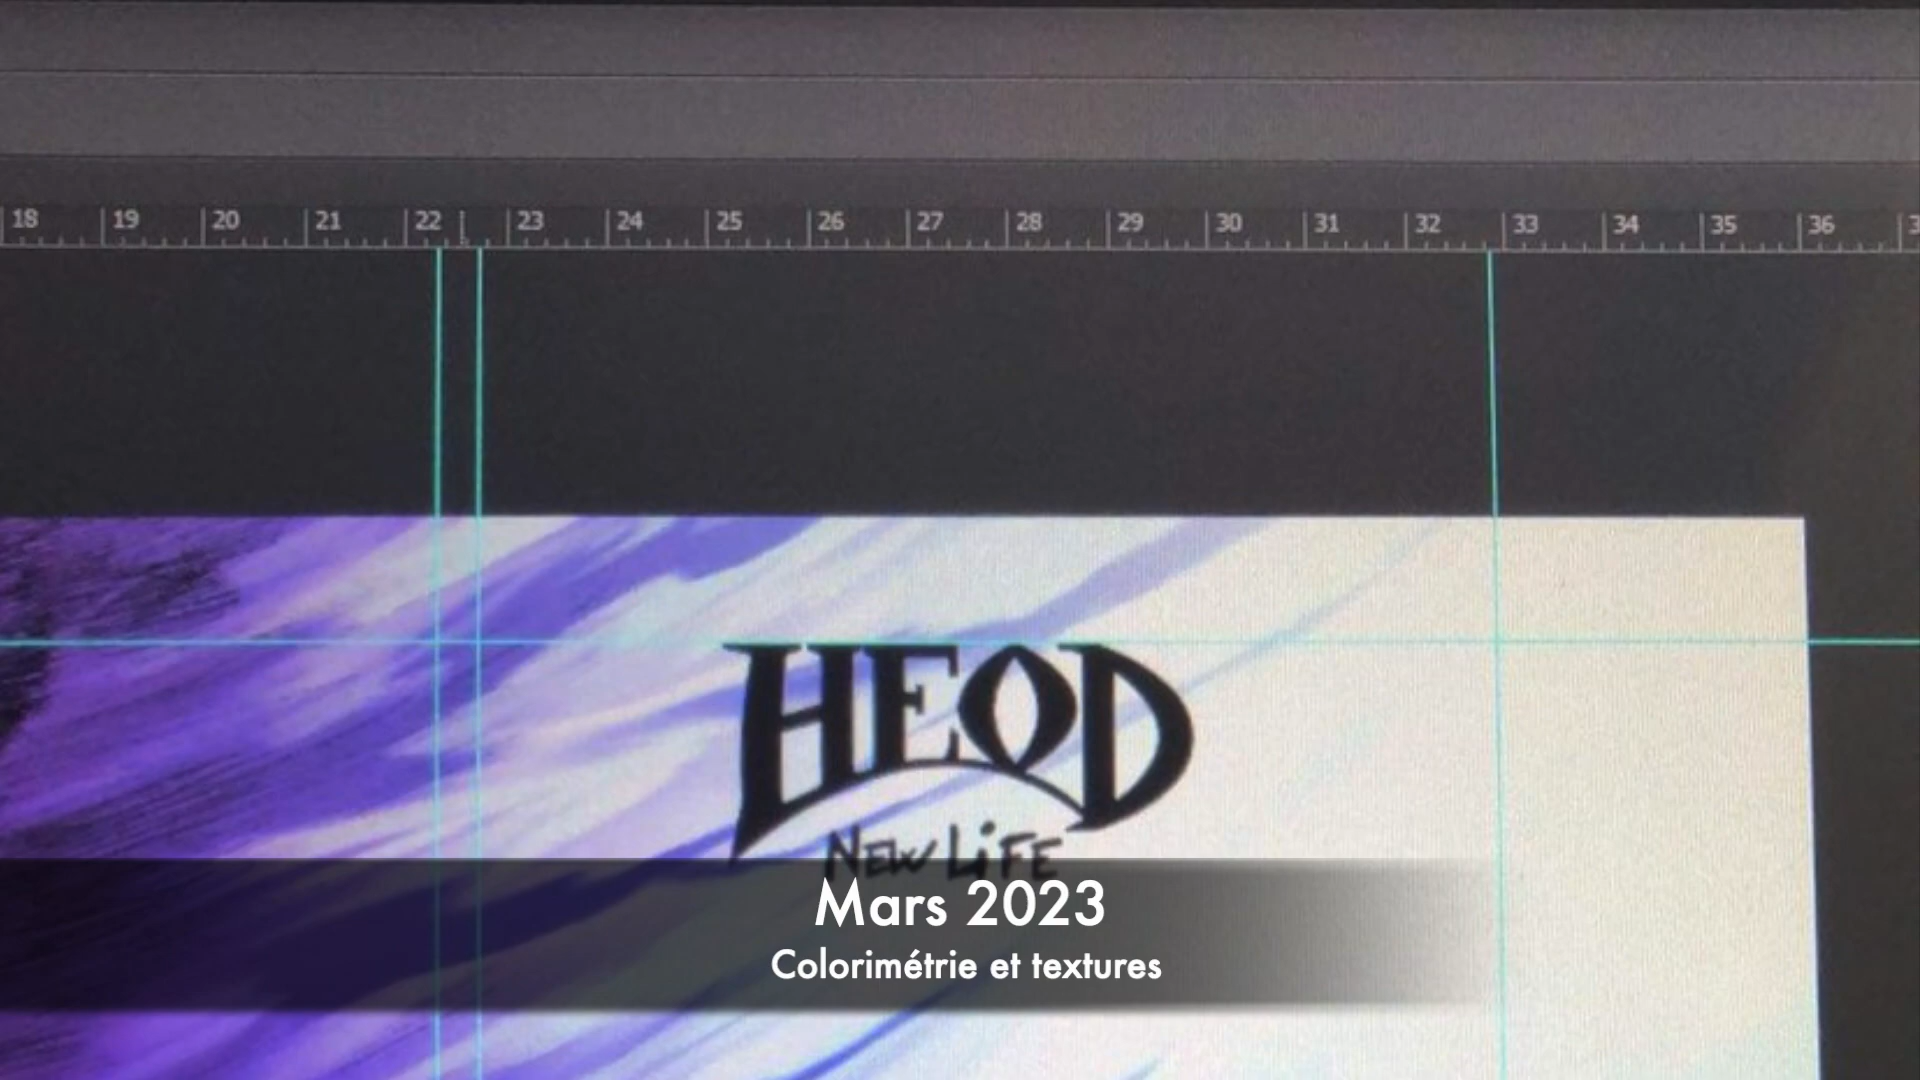 18 19 20 21 22 23 24 25 26 27 28 29 30 31 32 33 34 35 36
HEOD
NEW LiFE
Mars 2023
Colorimétrie et textures